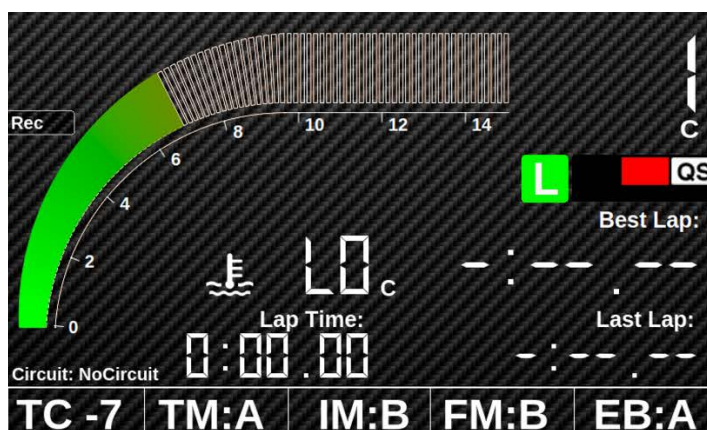 1
C
Rec
0
2
4
6
8
10
12
14
L
QS
Best Lap:
-:--.--
LO C
Lap Time:
0:00.00
Last Lap:
-:--.--
Circuit: NoCircuit
TC -7 TM:A IM:B FM:B EB:A